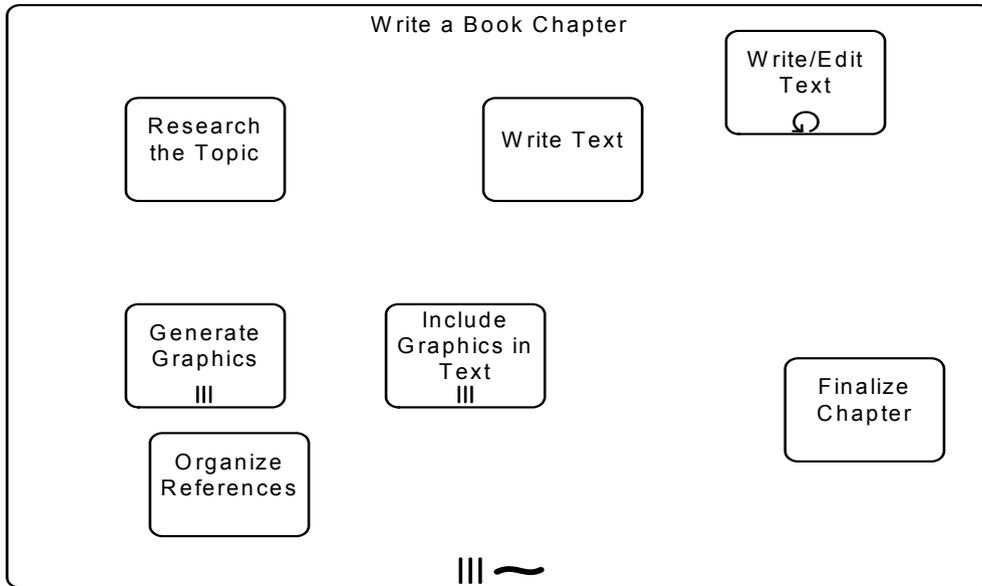 Write a Book Chapter
Write/Edit
Text
Research
the Topic
Write Text
Generate
Graphics
Include
Graphics in
Text
Finalize
Chapter
Organize
References